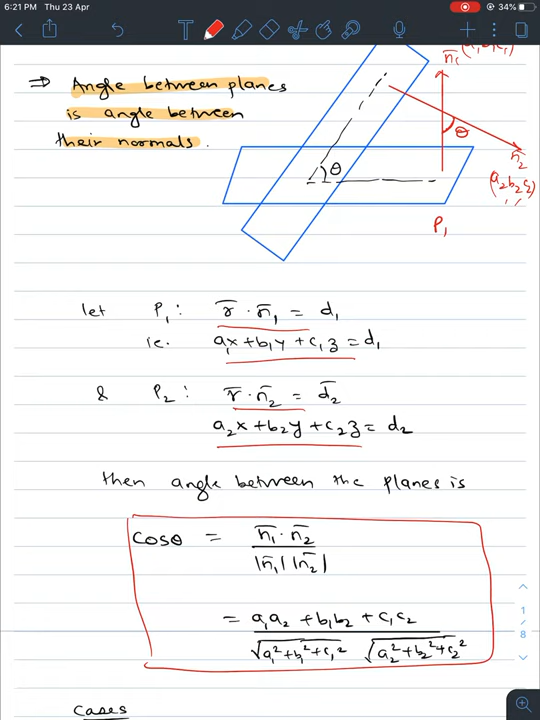 6:21 PM Thu 23 Apr
34%
n̄₁
⇒ Angle between planes
is angle between
their normals.
θ
θ
n̄₂
(a₂b₂c₂)
P₁
let P₁ : r̄ · n̄₁ = d₁
i.e. a₁x + b₁y + c₁z = d₁
& P₂ : r̄ · n̄₂ = d̄₂
a₂x + b₂y + c₂z = d₂
then angle between the planes is
cosθ = n̄₁ · n̄₂ / |n̄₁| |n̄₂|
= a₁a₂ + b₁b₂ + c₁c₂ / √a₁² + b₁² + c₁² √a₂² + b₂² + c₂²
1
/
8
Cases